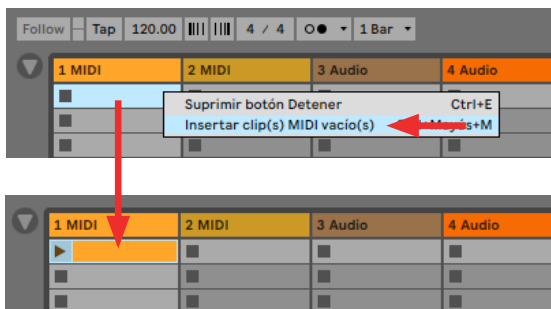 Follow Tap 120.00 4 / 4 1 Bar
1 MIDI 2 MIDI 3 Audio 4 Audio
Suprimir botón Detener Ctrl+E
Insertar clip(s) MIDI vacío(s) +Mayús+M
1 MIDI 2 MIDI 3 Audio 4 Audio